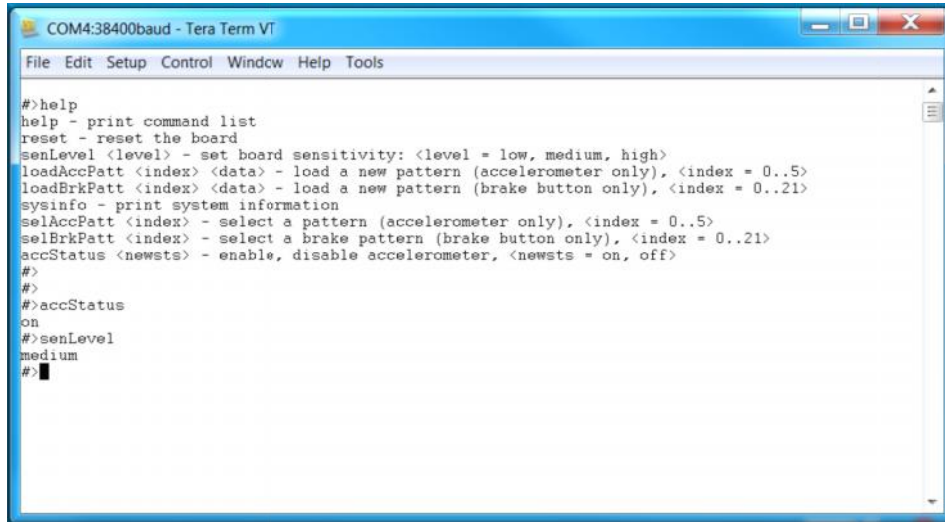 COM4:38400baud - Tera Term VT
File Edit Setup Control Window Help Tools
#>help
help - print command list
reset - reset the board
senLevel <level> - set board sensitivity: <level = low, medium, high>
loadAccPatt <index> <data> - load a new pattern (accelerometer only), <index = 0..5>
loadBrkPatt <index> <data> - load a new pattern (brake button only), <index = 0..21>
sysinfo - print system information
selAccPatt <index> - select a pattern (accelerometer only), <index = 0..5>
selBrkPatt <index> - select a brake pattern (brake button only), <index = 0..21>
accStatus <newsts> - enable, disable accelerometer, <newsts = on, off>
#>
#>
#>accStatus
on
#>senLevel
medium
#>